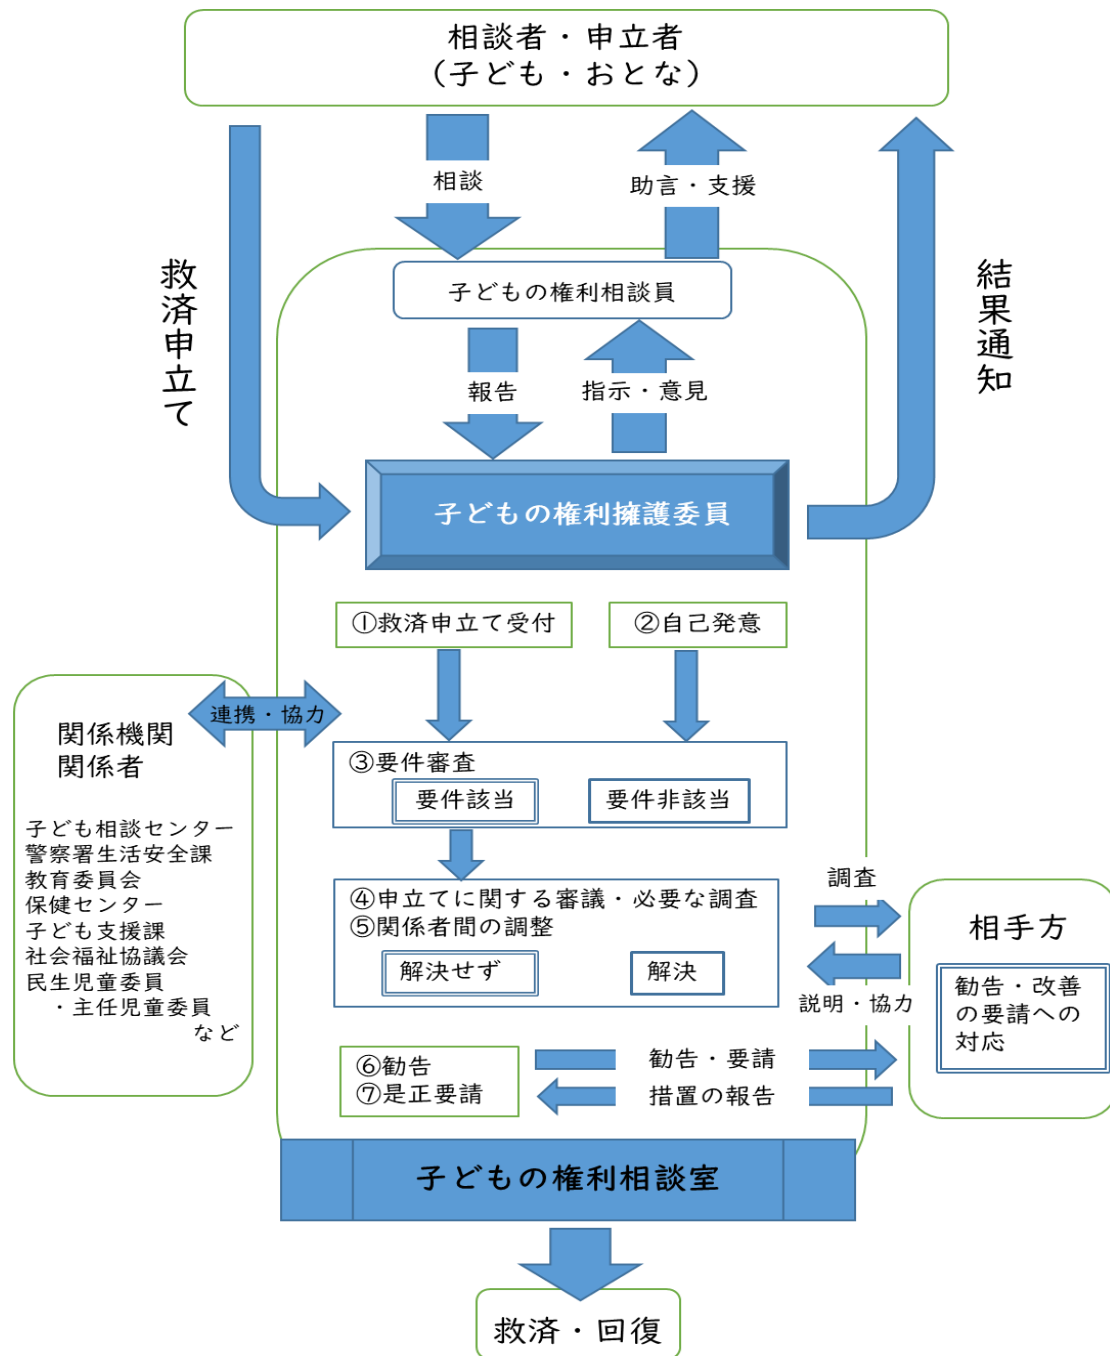 相談者・申立者
（子ども・おとな）
相談
助言・支援
救済申立て
結果通知
子どもの権利相談員
報告
指示・意見
子どもの権利擁護委員
①救済申立て受付
②自己発意
連携・協力
関係機関
関係者
子ども相談センター
警察署生活安全課
教育委員会
保健センター
子ども支援課
社会福祉協議会
民生児童委員
・主任児童委員
など
③要件審査
要件該当
要件非該当
④申立てに関する審議・必要な調査
⑤関係者間の調整
解決せず
解決
調査
説明・協力
相手方
勧告・改善
の要請への
対応
⑥勧告
⑦是正要請
勧告・要請
措置の報告
子どもの権利相談室
救済・回復